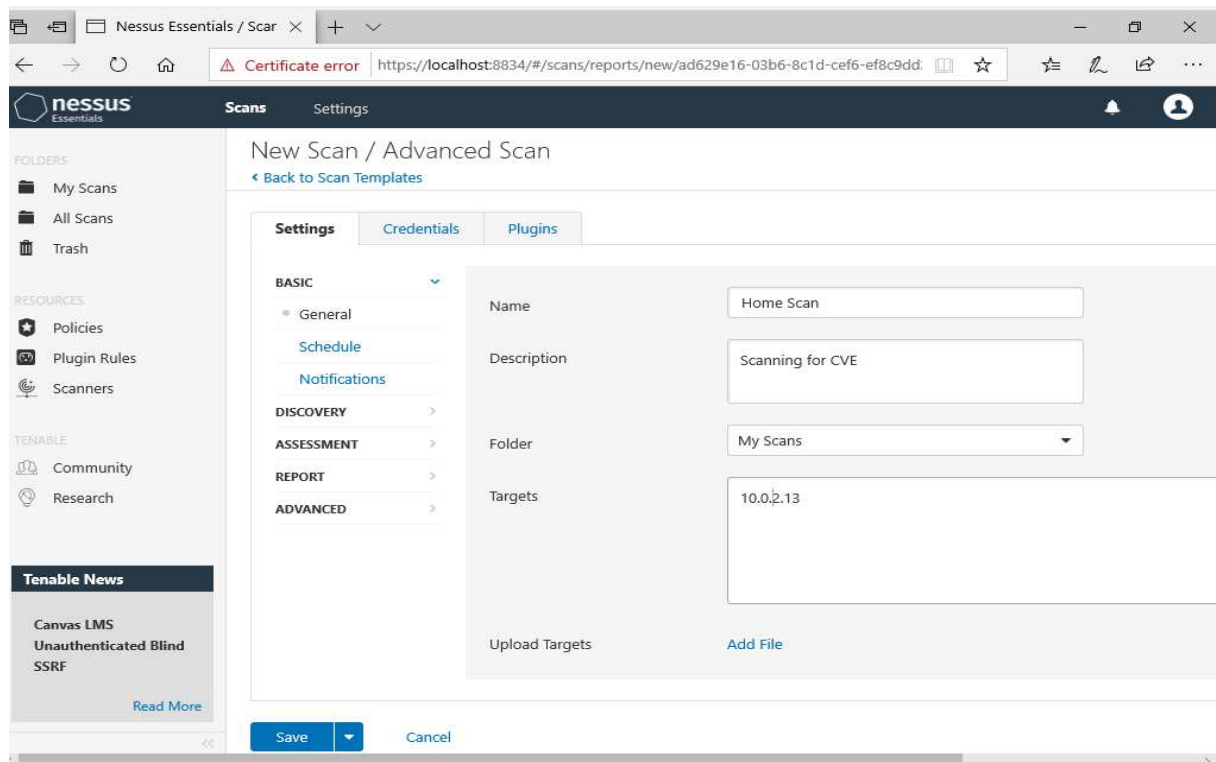 Nessus Essentials / Scar
Certificate error https://localhost:8834/#/scans/reports/new/ad629e16-03b6-8c1d-cef6-ef8c9dd
nessus
Essentials
Scans Settings
FOLDERS
My Scans
All Scans
Trash
RESOURCES
Policies
Plugin Rules
Scanners
TENABLE
Community
Research
Tenable News
Canvas LMS
Unauthenticated Blind
SSRF
Read More
New Scan / Advanced Scan
Back to Scan Templates
Settings Credentials Plugins
BASIC
General
Schedule
Notifications
DISCOVERY
ASSESSMENT
REPORT
ADVANCED
Name Home Scan
Description Scanning for CVE
Folder My Scans
Targets 10.0.2.13
Upload Targets Add File
Save Cancel